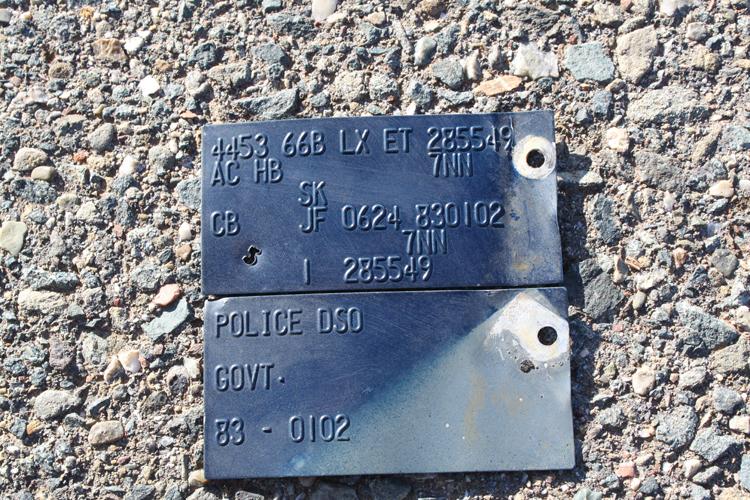 4453 66B LX ET 285549
AC HB 7NN
SK
CB JF 0624 830102
7NN
1 285549
POLICE DSO
GOVT.
83 - 0102